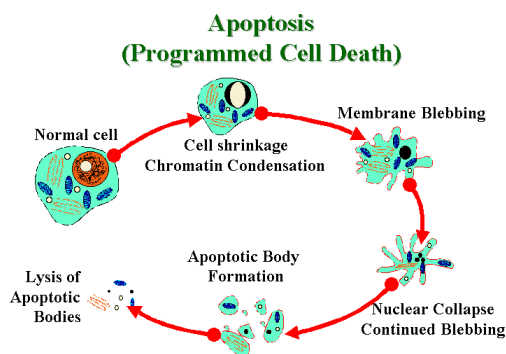 Apoptosis
(Programmed Cell Death)
Normal cell
Cell shrinkage
Chromatin Condensation
Membrane Blebbing
Nuclear Collapse
Continued Blebbing
Apoptotic Body
Formation
Lysis of
Apoptotic
Bodies